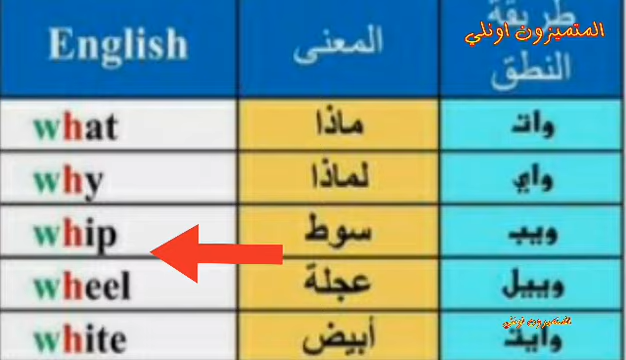 English المعنى طريقة النطق
المتميزون اونلي
what ماذا وات
why لماذا واي
whip سوط ويب
wheel عجلة وييل
white أبيض وايت